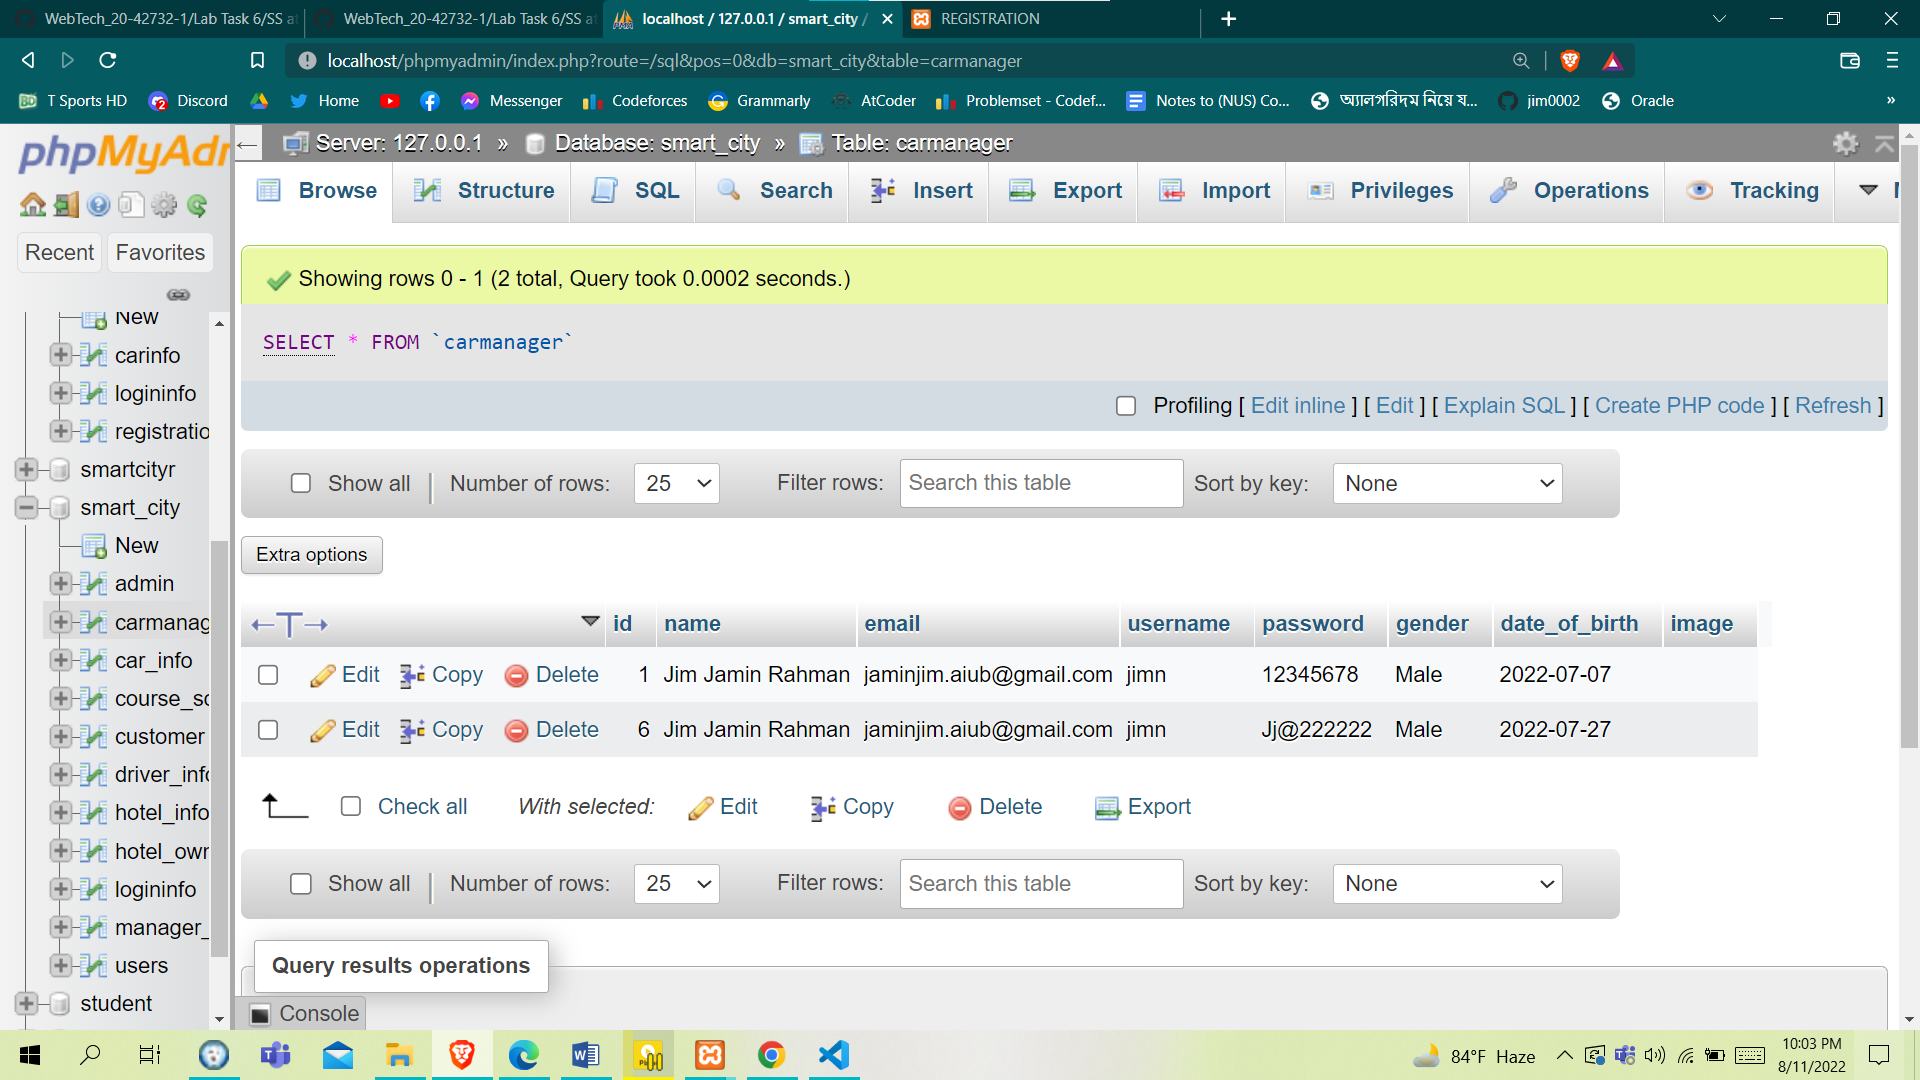 WebTech_20-42732-1/Lab Task 6/SS at
WebTech_20-42732-1/Lab Task 6/SS at
localhost / 127.0.0.1 / smart_city /
REGISTRATION
localhost/phpmyadmin/index.php?route=/sql&pos=0&db=smart_city&table=carmanager
T Sports HD
Discord
Home
Messenger
Codeforces
Grammarly
AtCoder
Problemset - Codef...
Notes to (NUS) Co...
অ্যালগরিদম নিয়ে য...
jim0002
Oracle
»
phpMyAdr
Recent
Favorites
New
carinfo
logininfo
registratio
smartcityr
smart_city
New
admin
carmanag
car_info
course_sc
customer
driver_info
hotel_info
hotel_owr
logininfo
manager_
users
student
Server: 127.0.0.1 » Database: smart_city » Table: carmanager
Browse
Structure
SQL
Search
Insert
Export
Import
Privileges
Operations
Tracking
Showing rows 0 - 1 (2 total, Query took 0.0002 seconds.)
SELECT * FROM `carmanager`
Profiling [ Edit inline ] [ Edit ] [ Explain SQL ] [ Create PHP code ] [ Refresh ]
Show all | Number of rows: 25 Filter rows: Search this table Sort by key: None
Extra options
id name email username password gender date_of_birth image
Edit Copy Delete 1 Jim Jamin Rahman jaminjim.aiub@gmail.com jimn 12345678 Male 2022-07-07
Edit Copy Delete 6 Jim Jamin Rahman jaminjim.aiub@gmail.com jimn Jj@222222 Male 2022-07-27
Check all With selected: Edit Copy Delete Export
Show all | Number of rows: 25 Filter rows: Search this table Sort by key: None
Query results operations
Console
84°F Haze
10:03 PM
8/11/2022